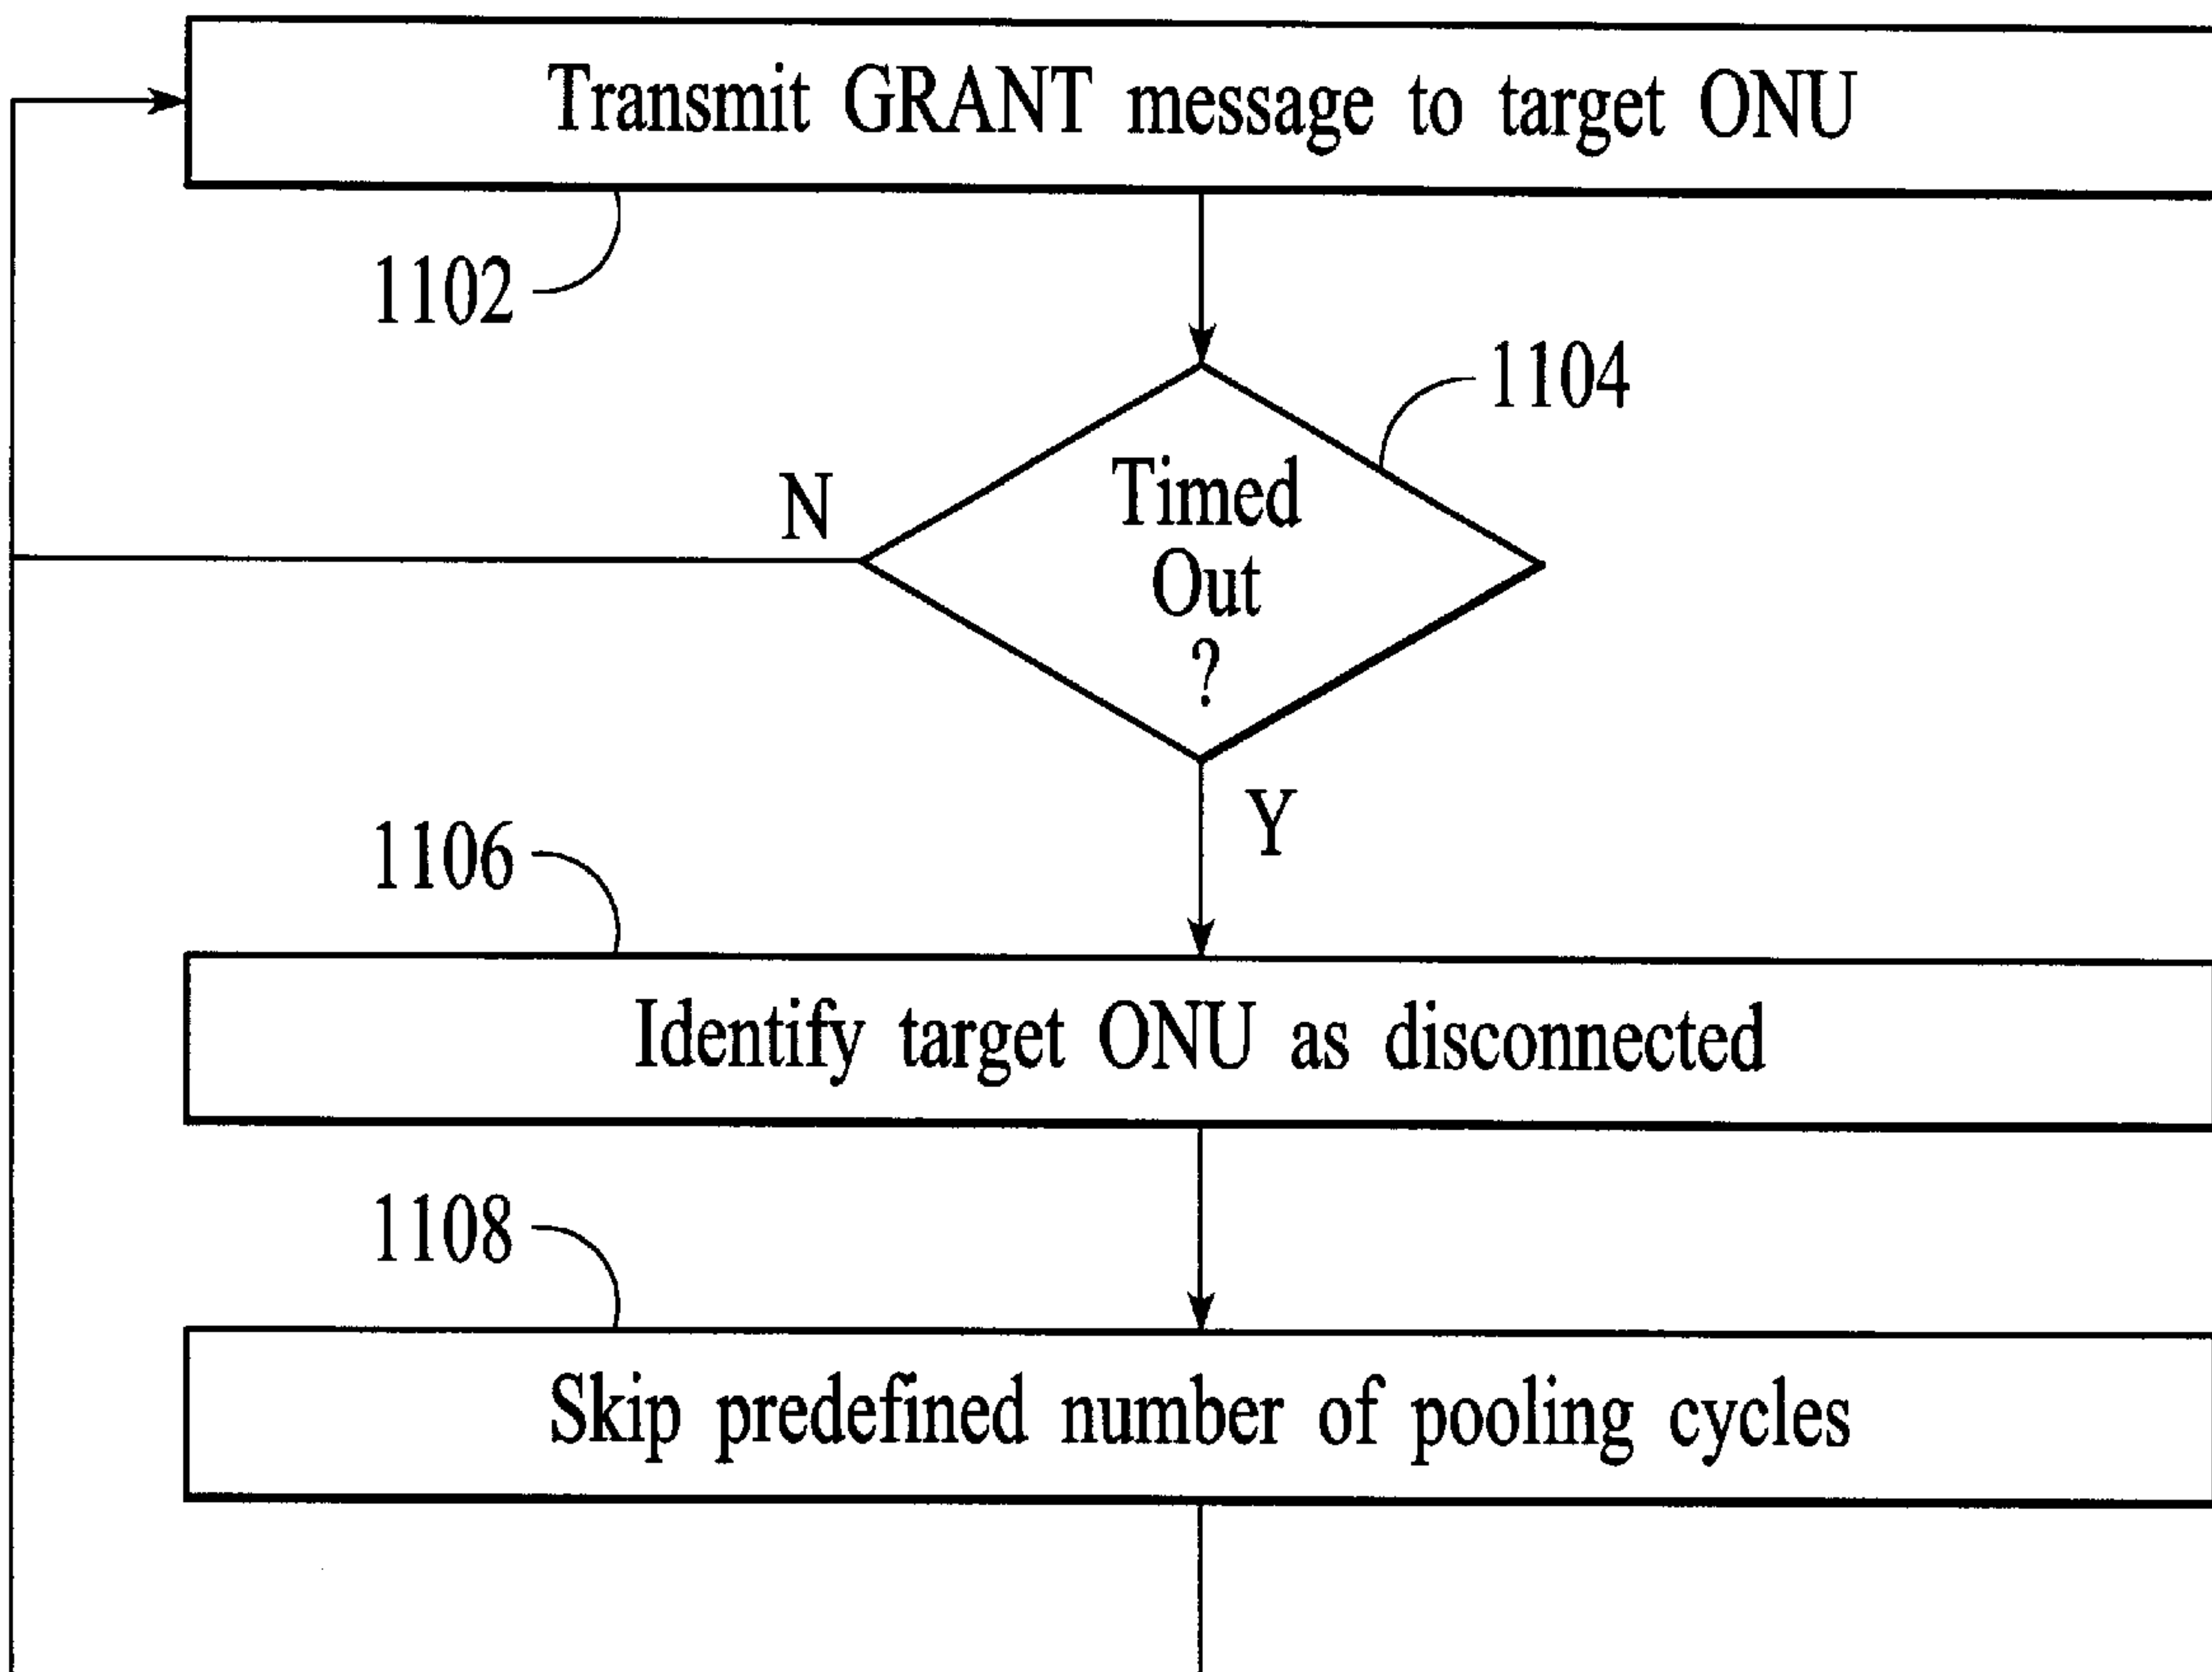 Transmit GRANT message to target ONU
1102
1104
N
Timed
Out
?
Y
1106
Identify target ONU as disconnected
1108
Skip predefined number of pooling cycles